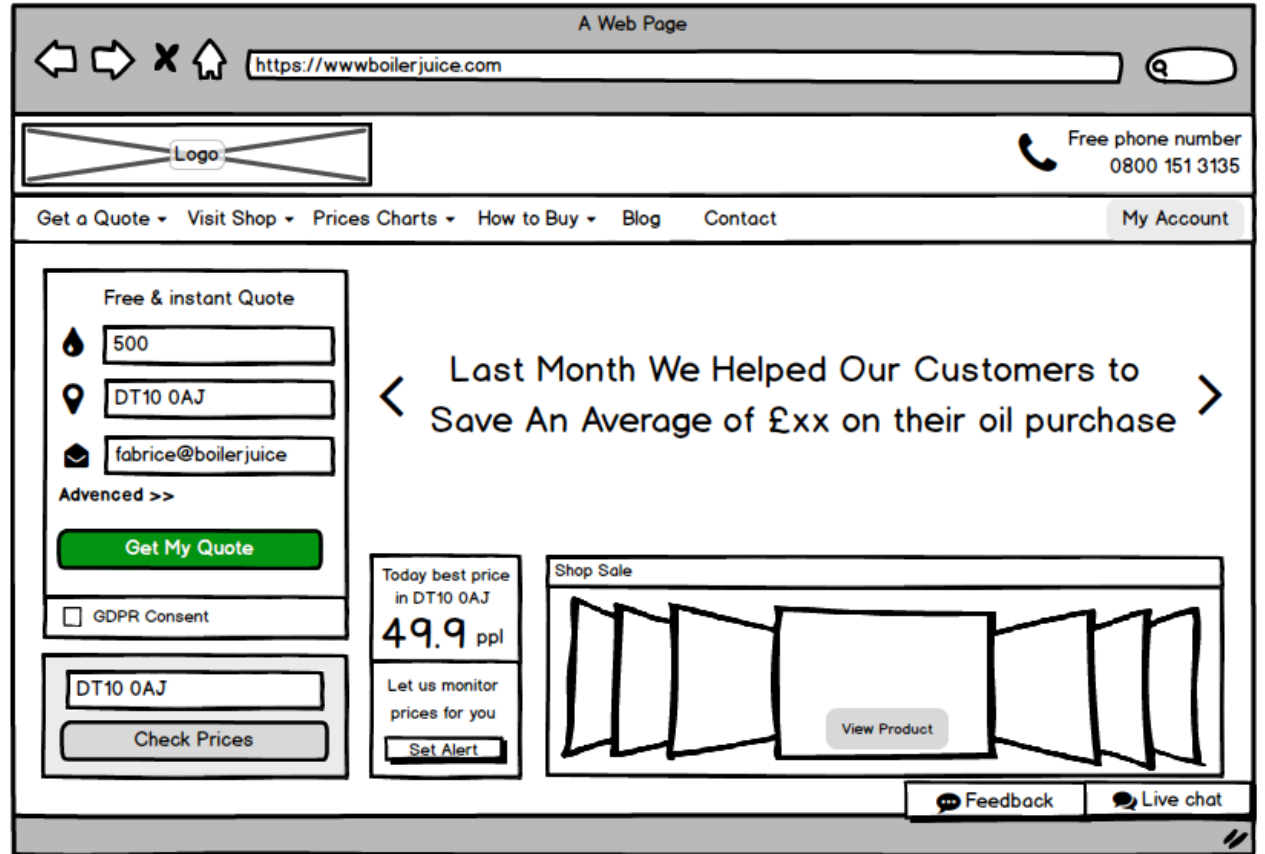 A Web Page
https://wwwboilerjuice.com
Logo
Free phone number
0800 151 3135
Get a Quote Visit Shop Prices Charts How to Buy Blog Contact My Account
Free & instant Quote
500
DT10 0AJ
fabrice@boilerjuice
Advenced >>
Get My Quote
GDPR Consent
DT10 0AJ
Check Prices
Last Month We Helped Our Customers to
Save An Average of £xx on their oil purchase
Today best price
in DT10 0AJ
49.9 ppl
Let us monitor
prices for you
Set Alert
Shop Sale
View Product
Feedback
Live chat